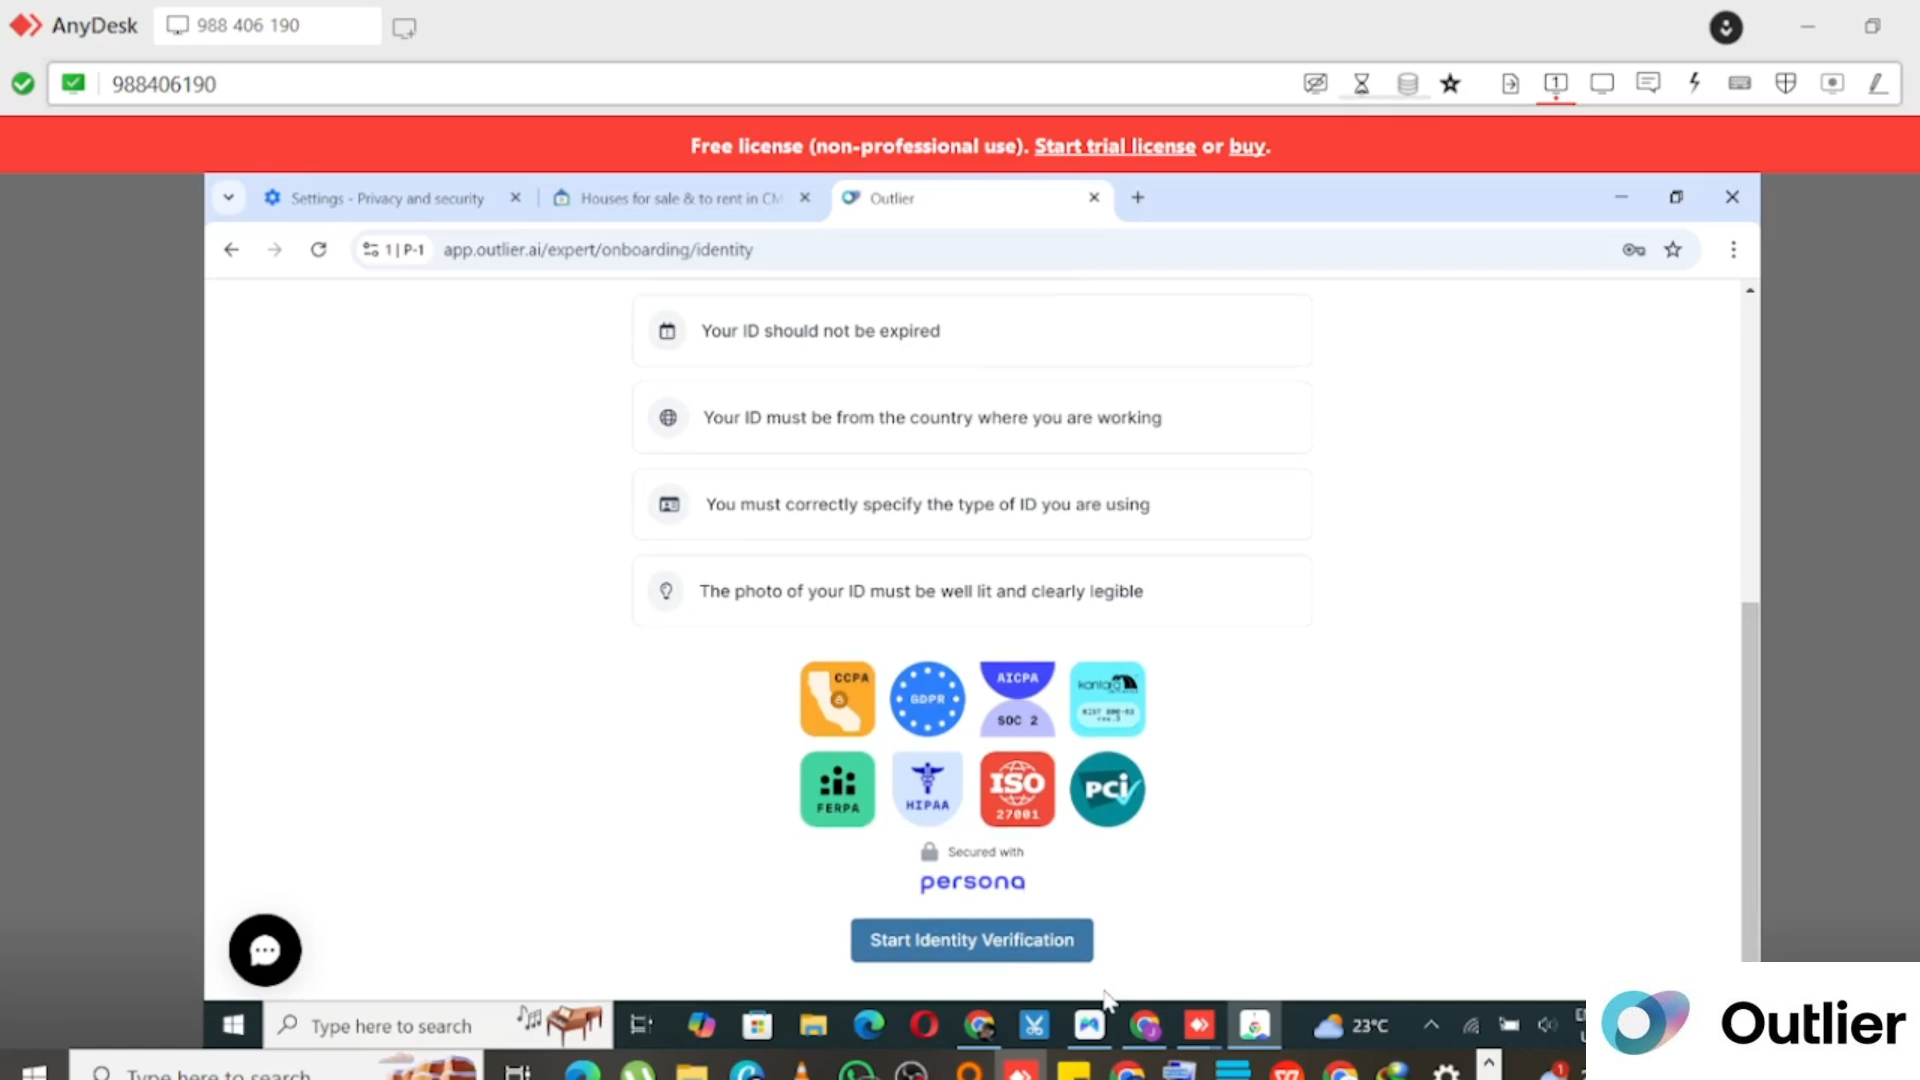 AnyDesk
988 406 190
988406190
1
Free license (non-professional use). Start trial license or buy.
Settings - Privacy and security
Houses for sale & to rent in CM
Outlier
1 | P-1
app.outlier.ai/expert/onboarding/identity
Your ID should not be expired
Your ID must be from the country where you are working
You must correctly specify the type of ID you are using
The photo of your ID must be well lit and clearly legible
CCPA
GDPR
AICPA
SOC 2
kantara
FERPA
HIPAA
ISO
27001
PCi
Secured with
persona
Start Identity Verification
Type here to search
23°C
Outlier
Type here to search